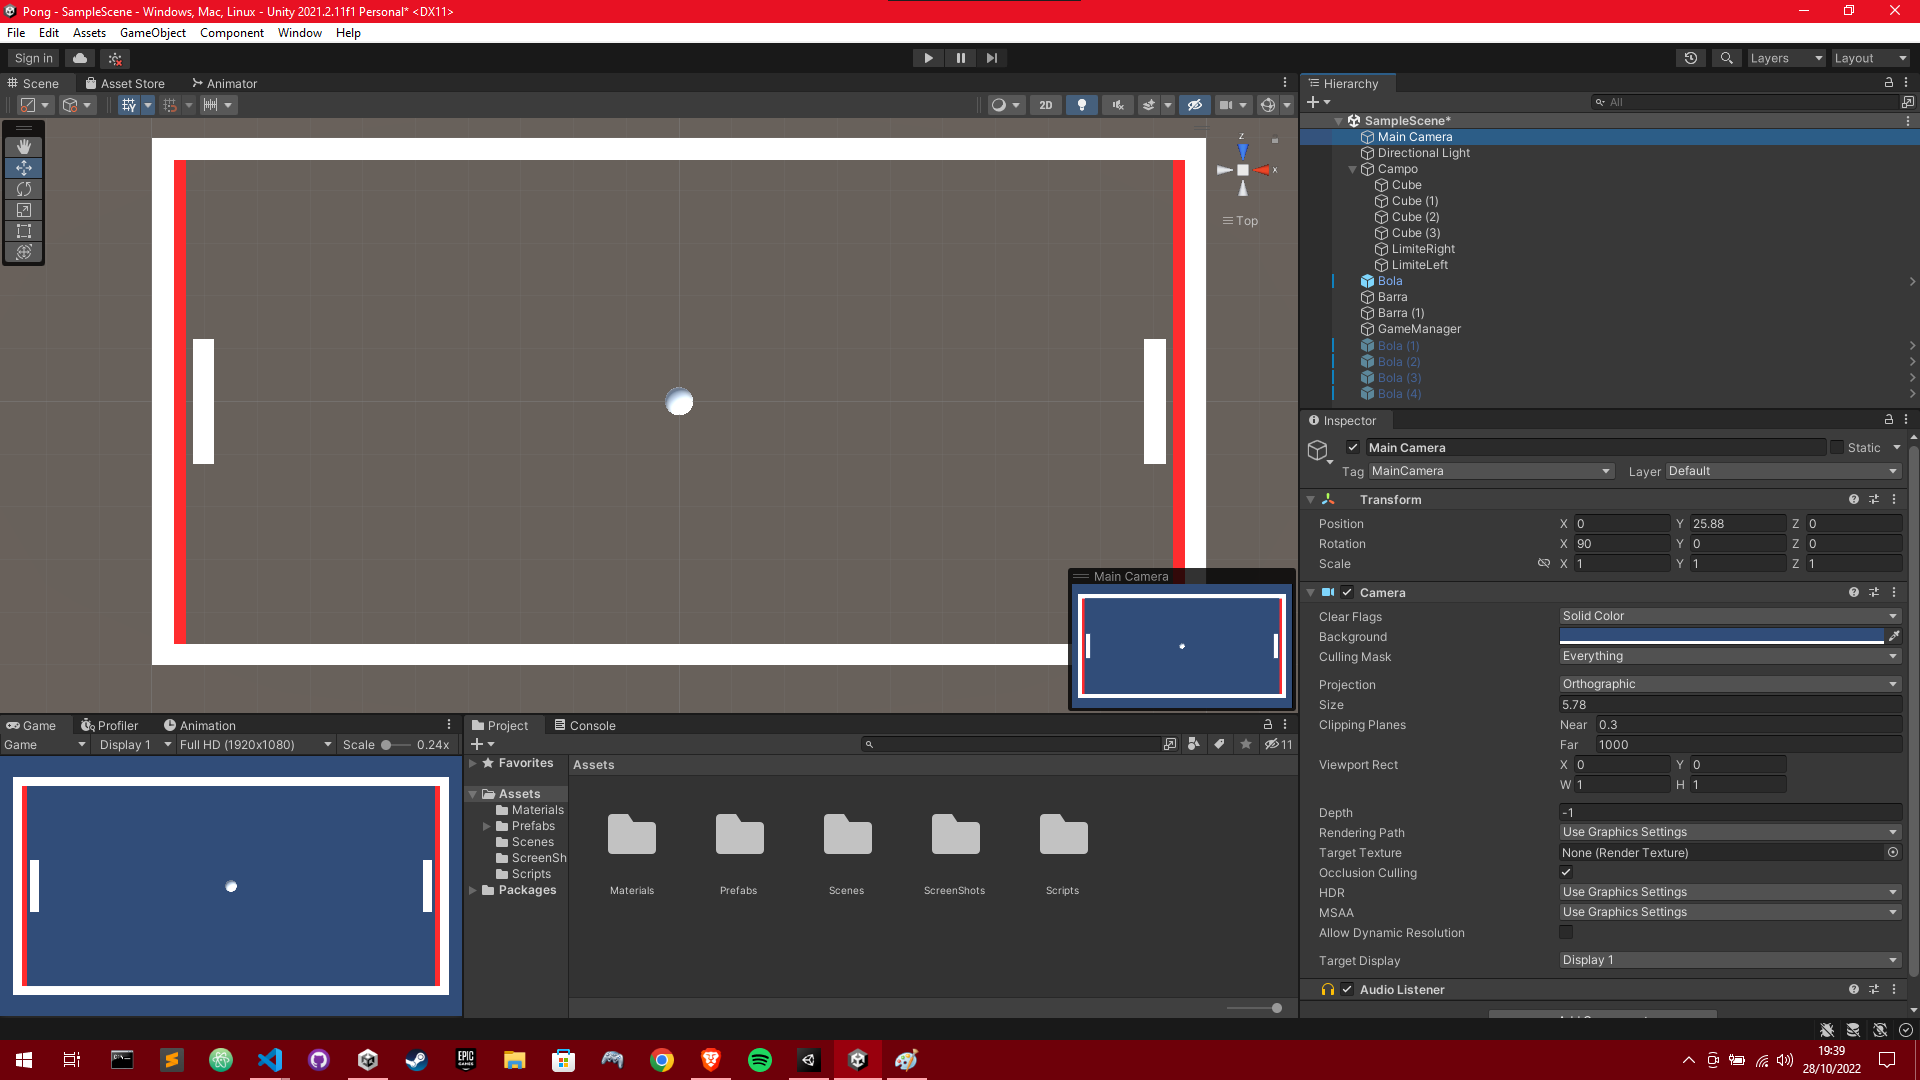 Pong - SampleScene - Windows, Mac, Linux - Unity 2021.2.11f1 Personal* <DX11>
File Edit Assets GameObject Component Window Help
Sign in
Layers
Layout
Scene
Asset Store
Animator
2D
z
x
Top
Main Camera
Hierarchy
All
SampleScene*
Main Camera
Directional Light
Campo
Cube
Cube (1)
Cube (2)
Cube (3)
LimiteRight
LimiteLeft
Bola
Barra
Barra (1)
GameManager
Bola (1)
Bola (2)
Bola (3)
Bola (4)
Inspector
Main Camera
Static
Tag MainCamera Layer Default
Transform
Position X 0 Y 25.88 Z 0
Rotation X 90 Y 0 Z 0
Scale X 1 Y 1 Z 1
Camera
Clear Flags Solid Color
Background
Culling Mask Everything
Projection Orthographic
Size 5.78
Clipping Planes Near 0.3
Far 1000
Viewport Rect X 0 Y 0
W 1 H 1
Depth -1
Rendering Path Use Graphics Settings
Target Texture None (Render Texture)
Occlusion Culling
HDR Use Graphics Settings
MSAA Use Graphics Settings
Allow Dynamic Resolution
Target Display Display 1
Audio Listener
Game Profiler Animation
Game Display 1 Full HD (1920x1080) Scale 0.24x
Project Console
11
Favorites
Assets
Materials
Prefabs
Scenes
ScreenSh
Scripts
Packages
Assets
Materials Prefabs Scenes ScreenShots Scripts
EPIC GAMES
19:39
28/10/2022